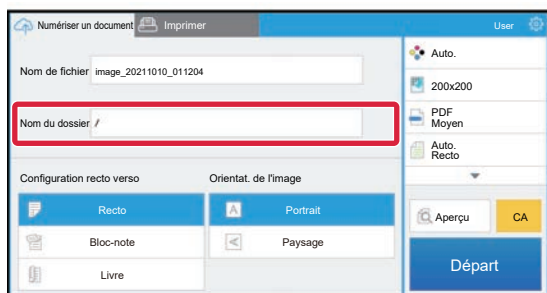 Numériser un document
Imprimer
User
Nom de fichier image_20211010_011204
Nom du dossier /
Configuration recto verso
Orientat. de l'image
Recto
Portrait
Bloc-note
Paysage
Livre
Auto.
200x200
PDF
Moyen
Auto.
Recto
Aperçu
CA
Départ